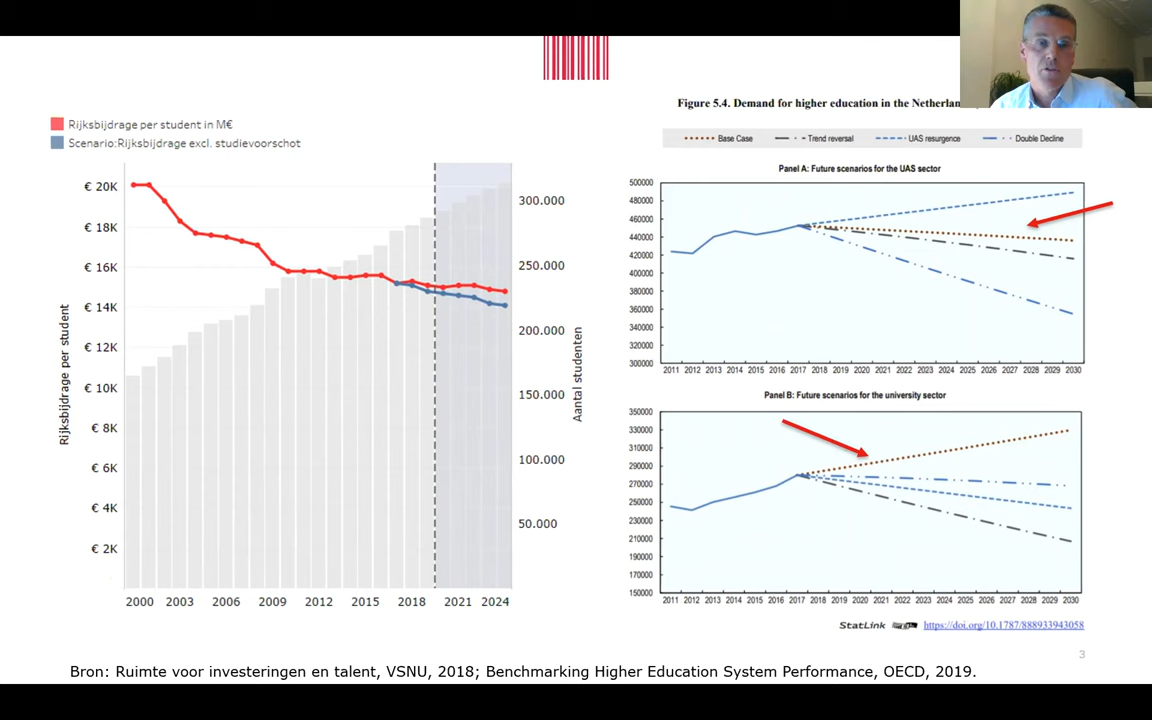 Rijksbijdrage per student in M€
Scenario:Rijksbijdrage excl. studievoorschot
€ 20K
€ 18K
€ 16K
€ 14K
€ 12K
€ 10K
€ 8K
€ 6K
€ 4K
€ 2K
Rijksbijdrage per student
300.000
250.000
200.000
150.000
100.000
50.000
Aantal studenten
2000 2003 2006 2009 2012 2015 2018 2021 2024
Figure 5.4. Demand for higher education in the
Base Case Trend reversal UAS resurgence Double Decline
Panel A: Future scenarios for the UAS sector
500000
480000
460000
440000
420000
400000
380000
360000
340000
320000
300000
2011 2012 2013 2014 2015 2016 2017 2018 2019 2020 2021 2022 2023 2024 2025 2026 2027 2028 2029 2030
Panel B: Future scenarios for the university sector
350000
330000
310000
290000
270000
250000
230000
210000
190000
170000
150000
2011 2012 2013 2014 2015 2016 2017 2018 2019 2020 2021 2022 2023 2024 2025 2026 2027 2028 2029 2030
StatLink https://doi.org/10.1787/888933943058
3
Bron: Ruimte voor investeringen en talent, VSNU, 2018; Benchmarking Higher Education System Performance, OECD, 2019.